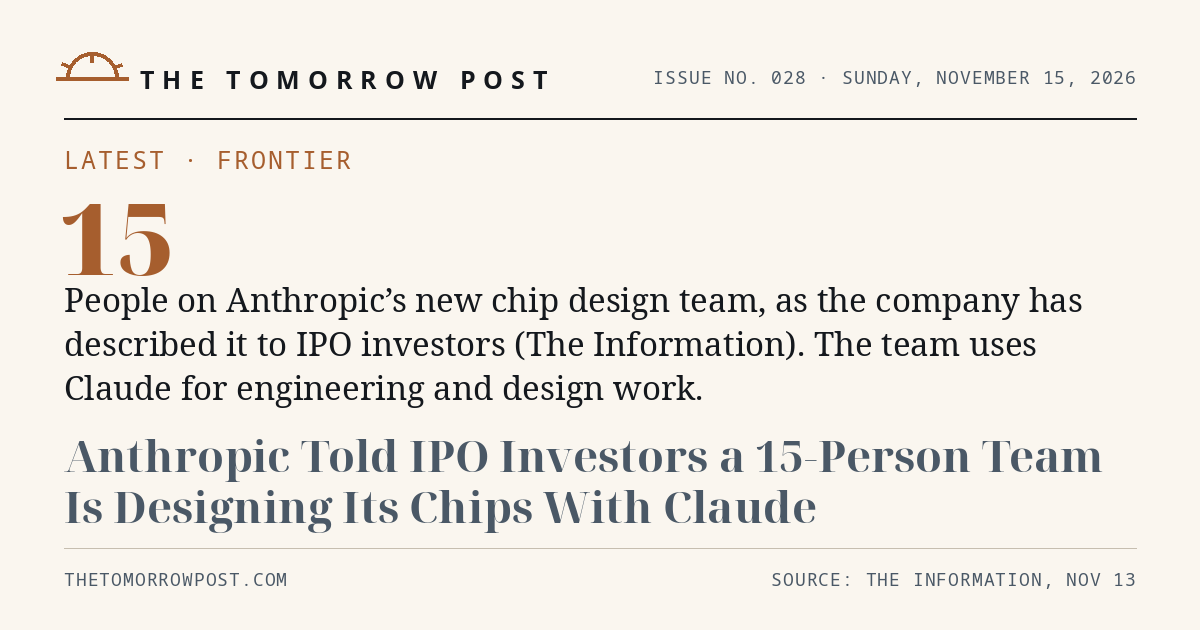 THE TOMORROW POST
ISSUE NO. 028 · SUNDAY, NOVEMBER 15, 2026
LATEST · FRONTIER
15
People on Anthropic’s new chip design team, as the company has
described it to IPO investors (The Information). The team uses
Claude for engineering and design work.
Anthropic Told IPO Investors a 15-Person Team
Is Designing Its Chips With Claude
THETOMORROWPOST.COM
SOURCE: THE INFORMATION, NOV 13